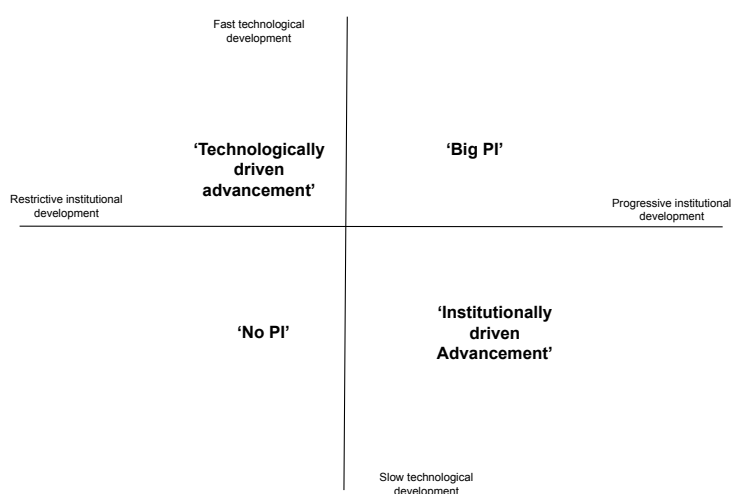 Fast technological
development
‘Technologically
driven
advancement’
‘Big PI’
Restrictive institutional
development
Progressive institutional
development
‘No PI’
‘Institutionally
driven
Advancement’
Slow technological
development